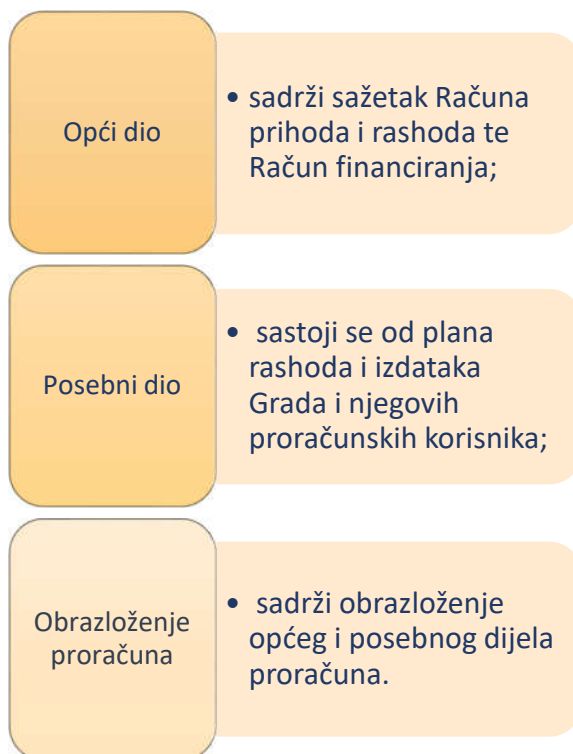 Opći dio
• sadrži sažetak Računa
prihoda i rashoda te
Račun financiranja;
Posebni dio
• sastoji se od plana
rashoda i izdataka
Grada i njegovih
proračunskih korisnika;
Obrazloženje
proračuna
• sadrži obrazloženje
općeg i posebnog dijela
proračuna.